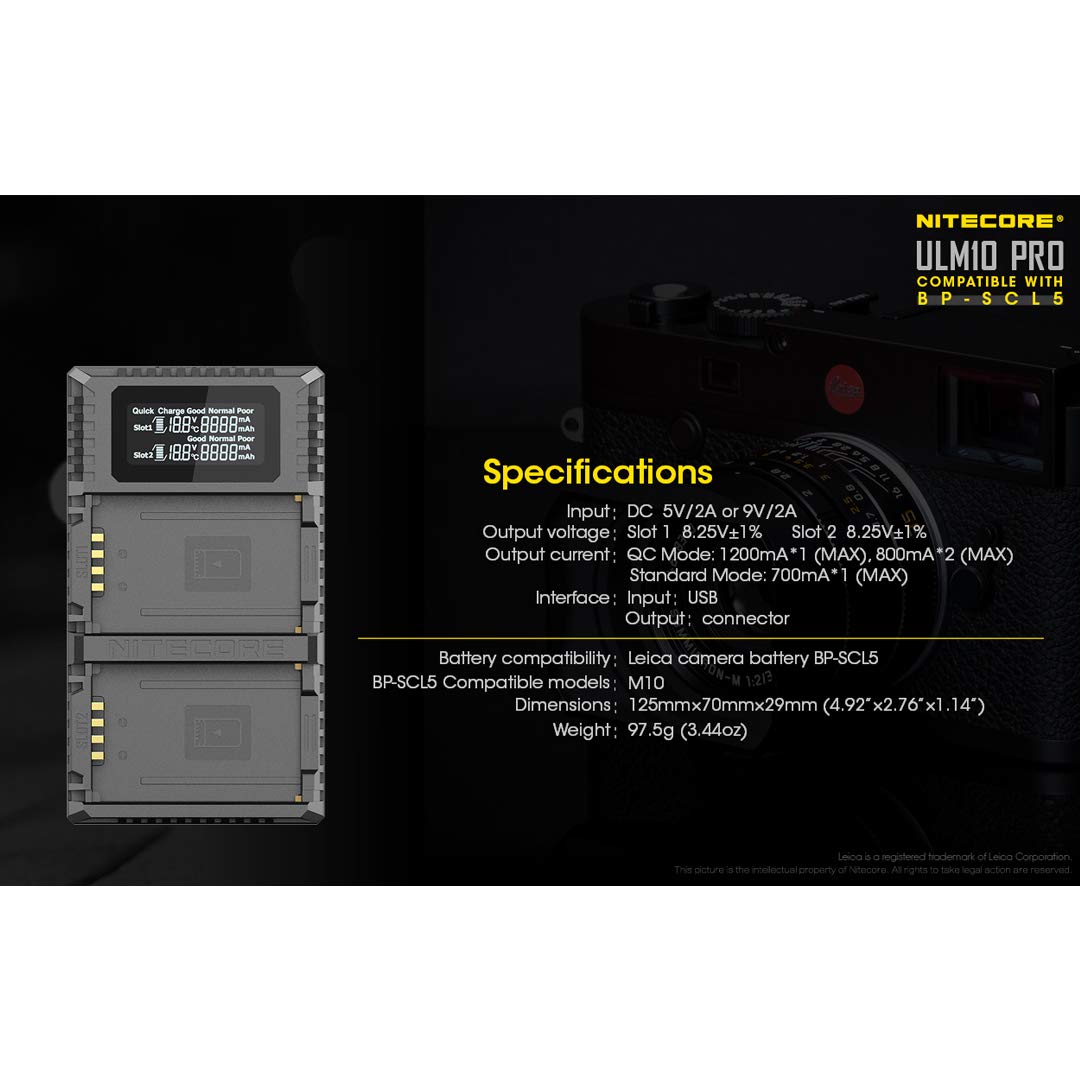 NITECORE®
ULM10 PRO
COMPATIBLE WITH
BP-SCL5
Leica
Quick Charge Good Normal Poor
Slot1 18.8 V °C 8888 mA mAh
Good Normal Poor
Slot2 18.8 V °C 8888 mA mAh
SLOT1
NITECORE
SLOT2
Specifications
Input: DC 5V/2A or 9V/2A
Output voltage: Slot 1 8.25V±1% Slot 2 8.25V±1%
Output current: QC Mode: 1200mA*1 (MAX), 800mA*2 (MAX)
Standard Mode: 700mA*1 (MAX)
Interface: Input: USB
Output: connector
Battery compatibility: Leica camera battery BP-SCL5
BP-SCL5 Compatible models: M10
Dimensions: 125mm×70mm×29mm (4.92”×2.76”×1.14”)
Weight: 97.5g (3.44oz)
Leica is a registered trademark of Leica Corporation.
This picture is the intellectual property of Nitecore. All rights to take legal action are reserved.